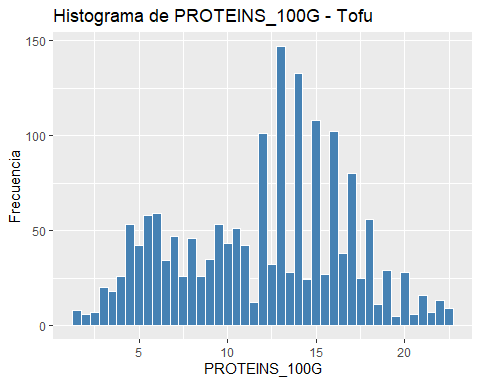 Histograma de PROTEINS_100G - Tofu
150
100
50
0
Frecuencia
5 10 15 20
PROTEINS_100G